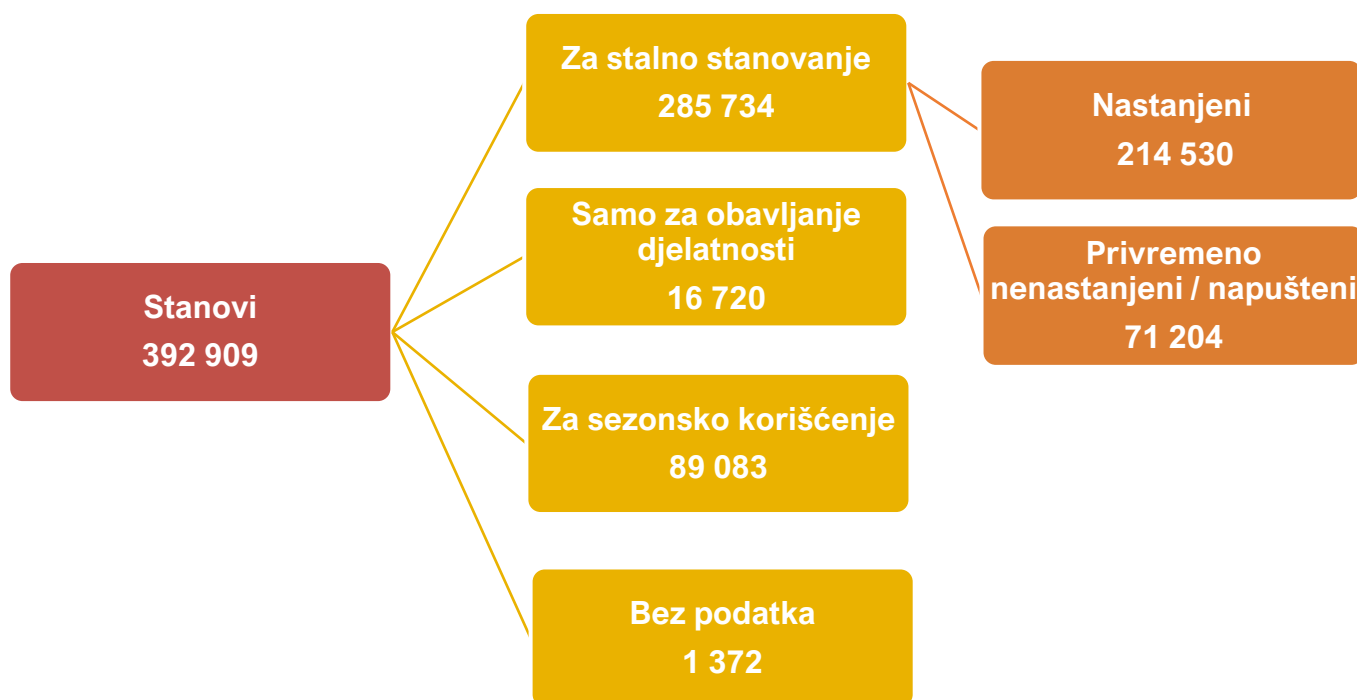 Stanovi
392 909
Za stalno stanovanje
285 734
Samo za obavljanje
djelatnosti
16 720
Za sezonsko korišćenje
89 083
Bez podatka
1 372
Nastanjeni
214 530
Privremeno
nenastanjeni / napušteni
71 204